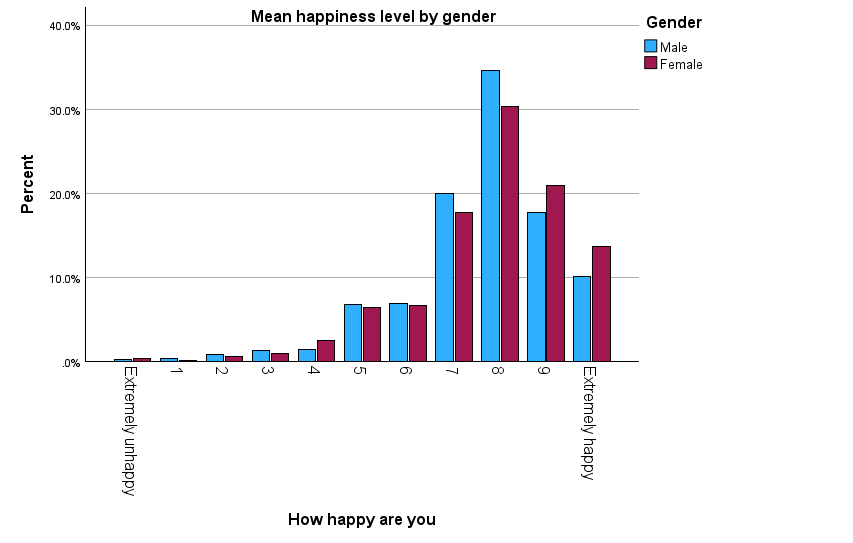 Mean happiness level by gender
Gender
Male
Female
Percent
40.0%
30.0%
20.0%
10.0%
.0%
Extremely unhappy
1
2
3
4
5
6
7
8
9
Extremely happy
How happy are you